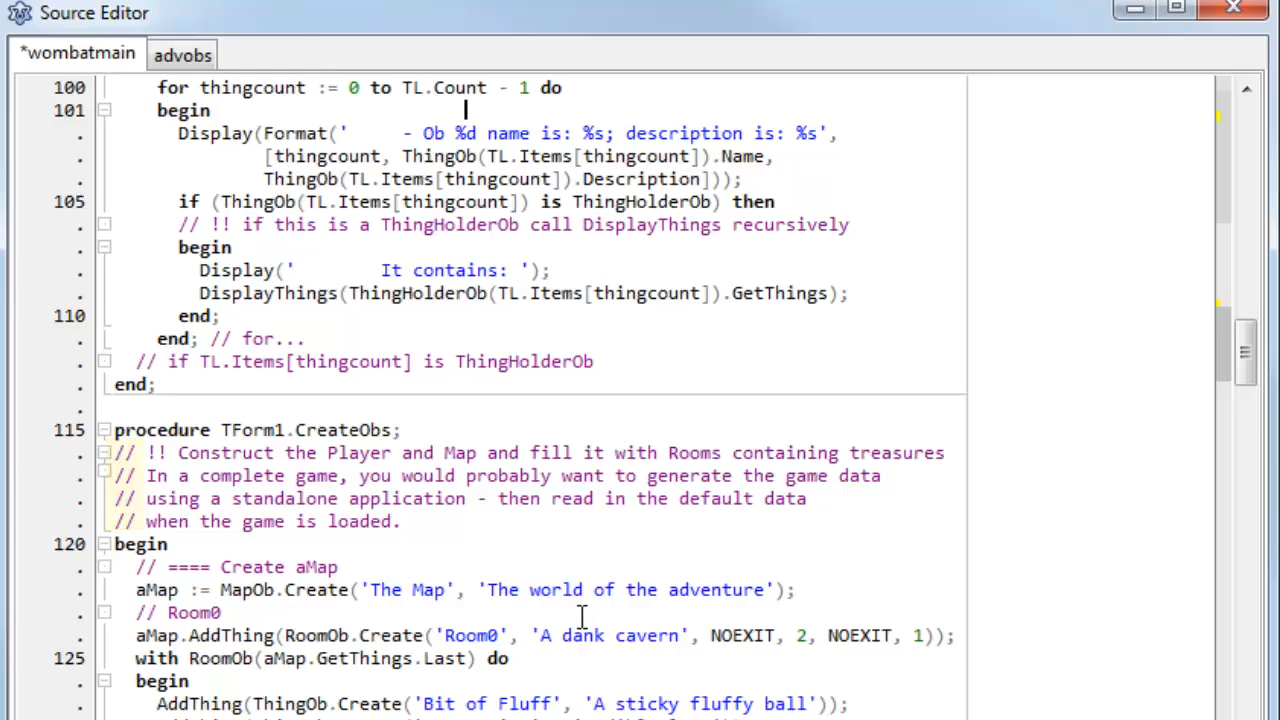 Source Editor
*wombatmain advobs
100 for thingcount := 0 to TL.Count - 1 do
101 begin
. Display(Format('     - Ob %d name is: %s; description is: %s',
. [thingcount, ThingOb(TL.Items[thingcount]).Name,
. ThingOb(TL.Items[thingcount]).Description]));
105 if (ThingOb(TL.Items[thingcount]) is ThingHolderOb) then
. // !! if this is a ThingHolderOb call DisplayThings recursively
. begin
. Display('        It contains: ');
. DisplayThings(ThingHolderOb(TL.Items[thingcount]).GetThings);
110 end;
. end; // for...
. // if TL.Items[thingcount] is ThingHolderOb
. end;
.
115 procedure TForm1.CreateObs;
. // !! Construct the Player and Map and fill it with Rooms containing treasures
. // In a complete game, you would probably want to generate the game data
. // using a standalone application - then read in the default data
. // when the game is loaded.
120 begin
. // ==== Create aMap
. aMap := MapOb.Create('The Map', 'The world of the adventure');
. // Room0
. aMap.AddThing(RoomOb.Create('Room0', 'A dank cavern', NOEXIT, 2, NOEXIT, 1));
125 with RoomOb(aMap.GetThings.Last) do
. begin
. AddThing(ThingOb.Create('Bit of Fluff', 'A sticky fluffy ball'));